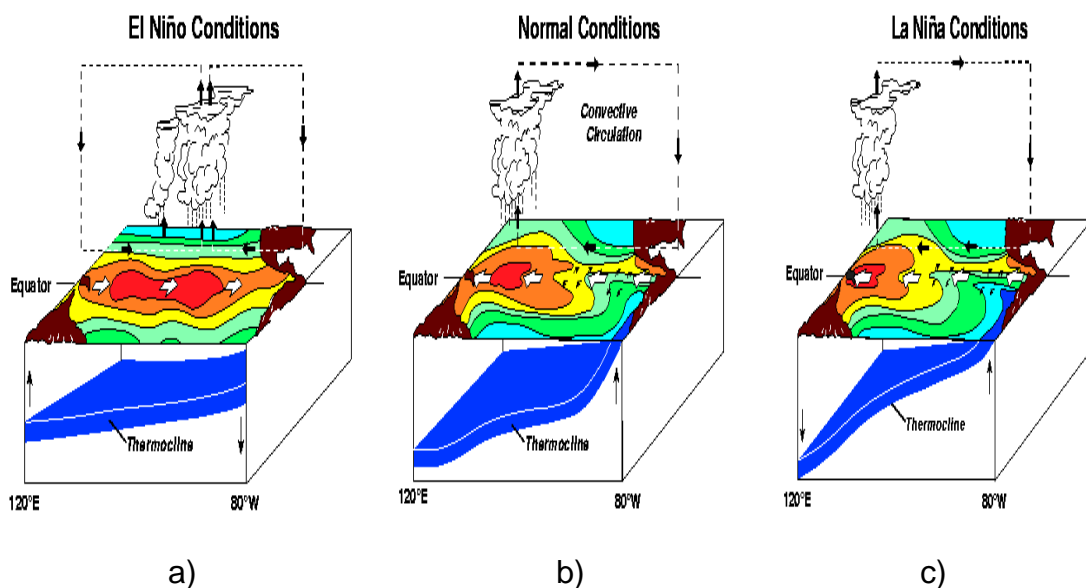 El Niño Conditions
Equator
Thermocline
120°E
80°W
a)
Normal Conditions
Convective
Circulation
Equator
Thermocline
120°E
80°W
b)
La Niña Conditions
Equator
Thermocline
120°E
80°W
c)